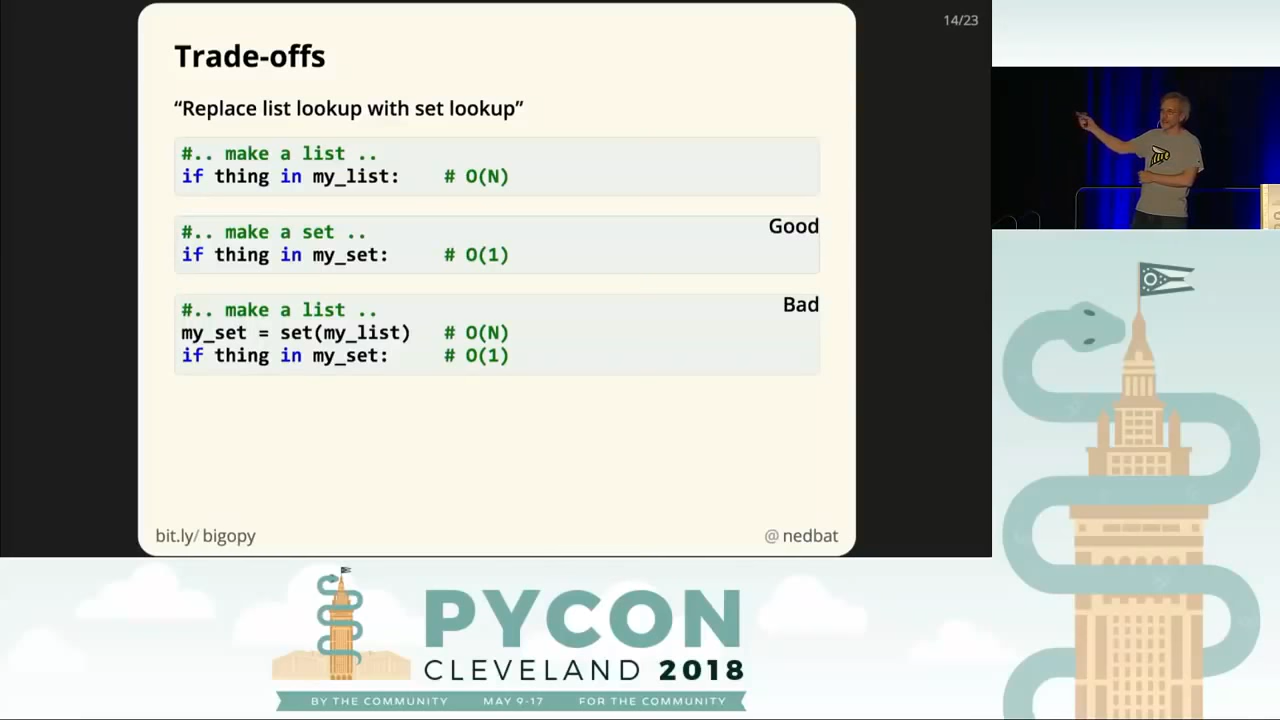 14/23
Trade-offs
“Replace list lookup with set lookup”
#.. make a list ..
if thing in my_list:    # O(N)
Good
#.. make a set ..
if thing in my_set:     # O(1)
Bad
#.. make a list ..
my_set = set(my_list)   # O(N)
if thing in my_set:     # O(1)
bit.ly/bigopy
@nedbat
PYCON
CLEVELAND 2018
BY THE COMMUNITY MAY 9-17 FOR THE COMMUNITY